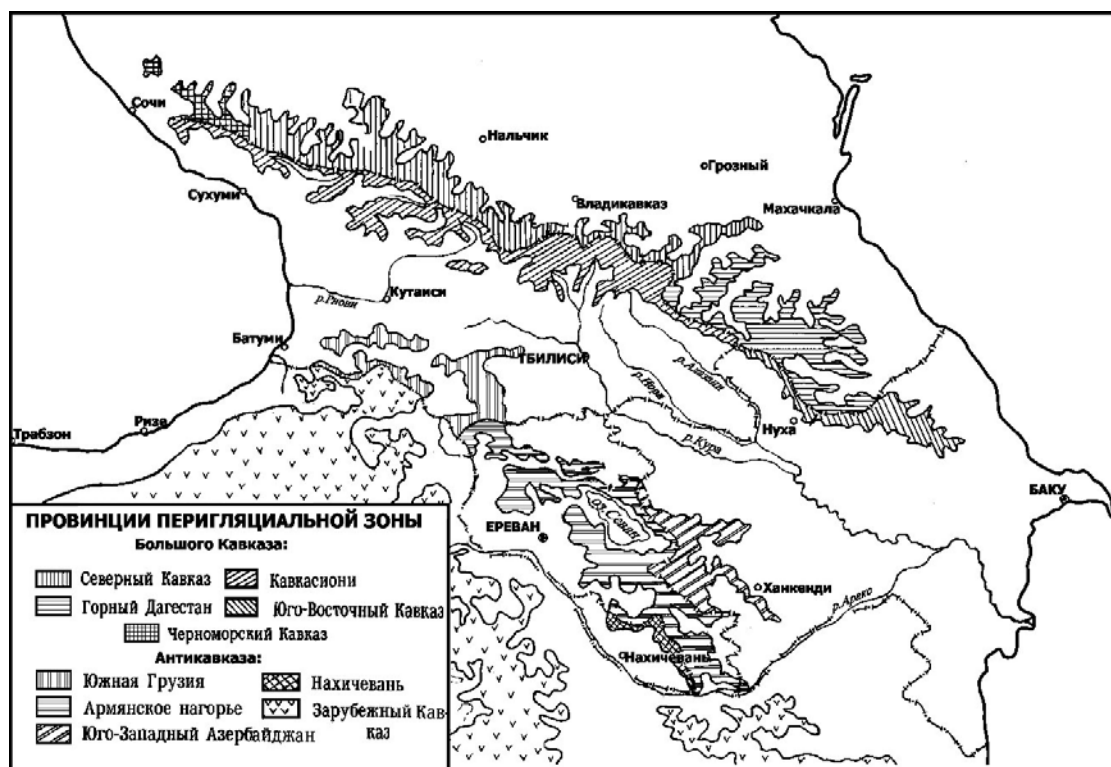 Сочи
Нальчик
Грозный
Сухуми
Владикавказ
Махачкала
р.Риони
Кутаиси
Батуми
ТБИЛИСИ
р.Алазани
р.Иори
Трабзон
Ризе
Нуха
р.Кура
БАКУ
ЕРЕВАН
оз.Севан
Ханкенди
р.Аракс
Нахичевань
ПРОВИНЦИИ ПЕРИГЛЯЦИАЛЬНОЙ ЗОНЫ
Большого Кавказа:
Северный Кавказ
Кавкасиони
Горный Дагестан
Юго-Восточный Кавказ
Черноморский Кавказ
Антикавказа:
Южная Грузия
Нахичевань
Армянское нагорье
Зарубежный Кав-
каз
Юго-Западный Азербайджан